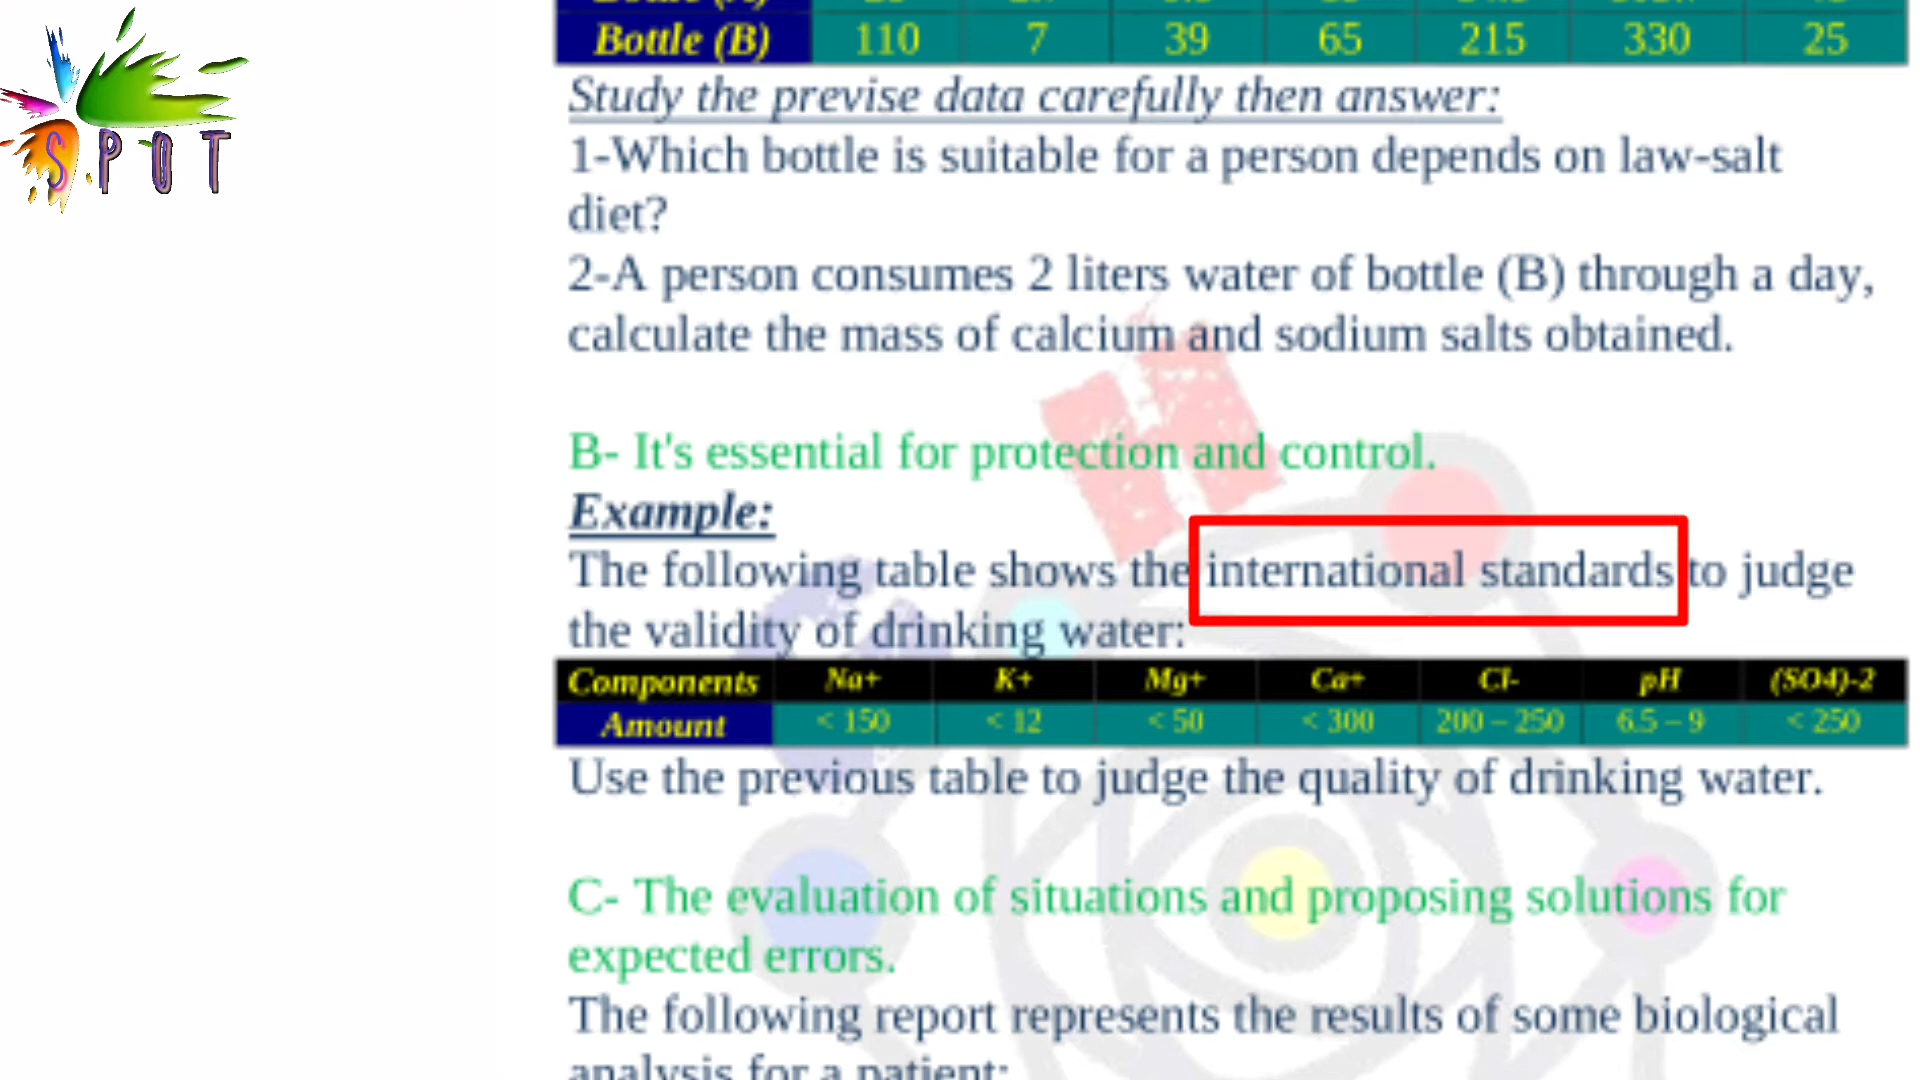 SPOT
Bottle (B) 110 7 39 65 215 330 25
Study the previse data carefully then answer:
1-Which bottle is suitable for a person depends on law-salt
diet?
2-A person consumes 2 liters water of bottle (B) through a day,
calculate the mass of calcium and sodium salts obtained.
B- It's essential for protection and control.
Example:
The following table shows the international standards to judge
the validity of drinking water:
Components Na+ K+ Mg+ Ca+ Cl- pH (SO4)-2
Amount < 150 < 12 < 50 < 300 200 – 250 6.5 – 9 < 250
Use the previous table to judge the quality of drinking water.
C- The evaluation of situations and proposing solutions for
expected errors.
The following report represents the results of some biological
analysis for a patient: